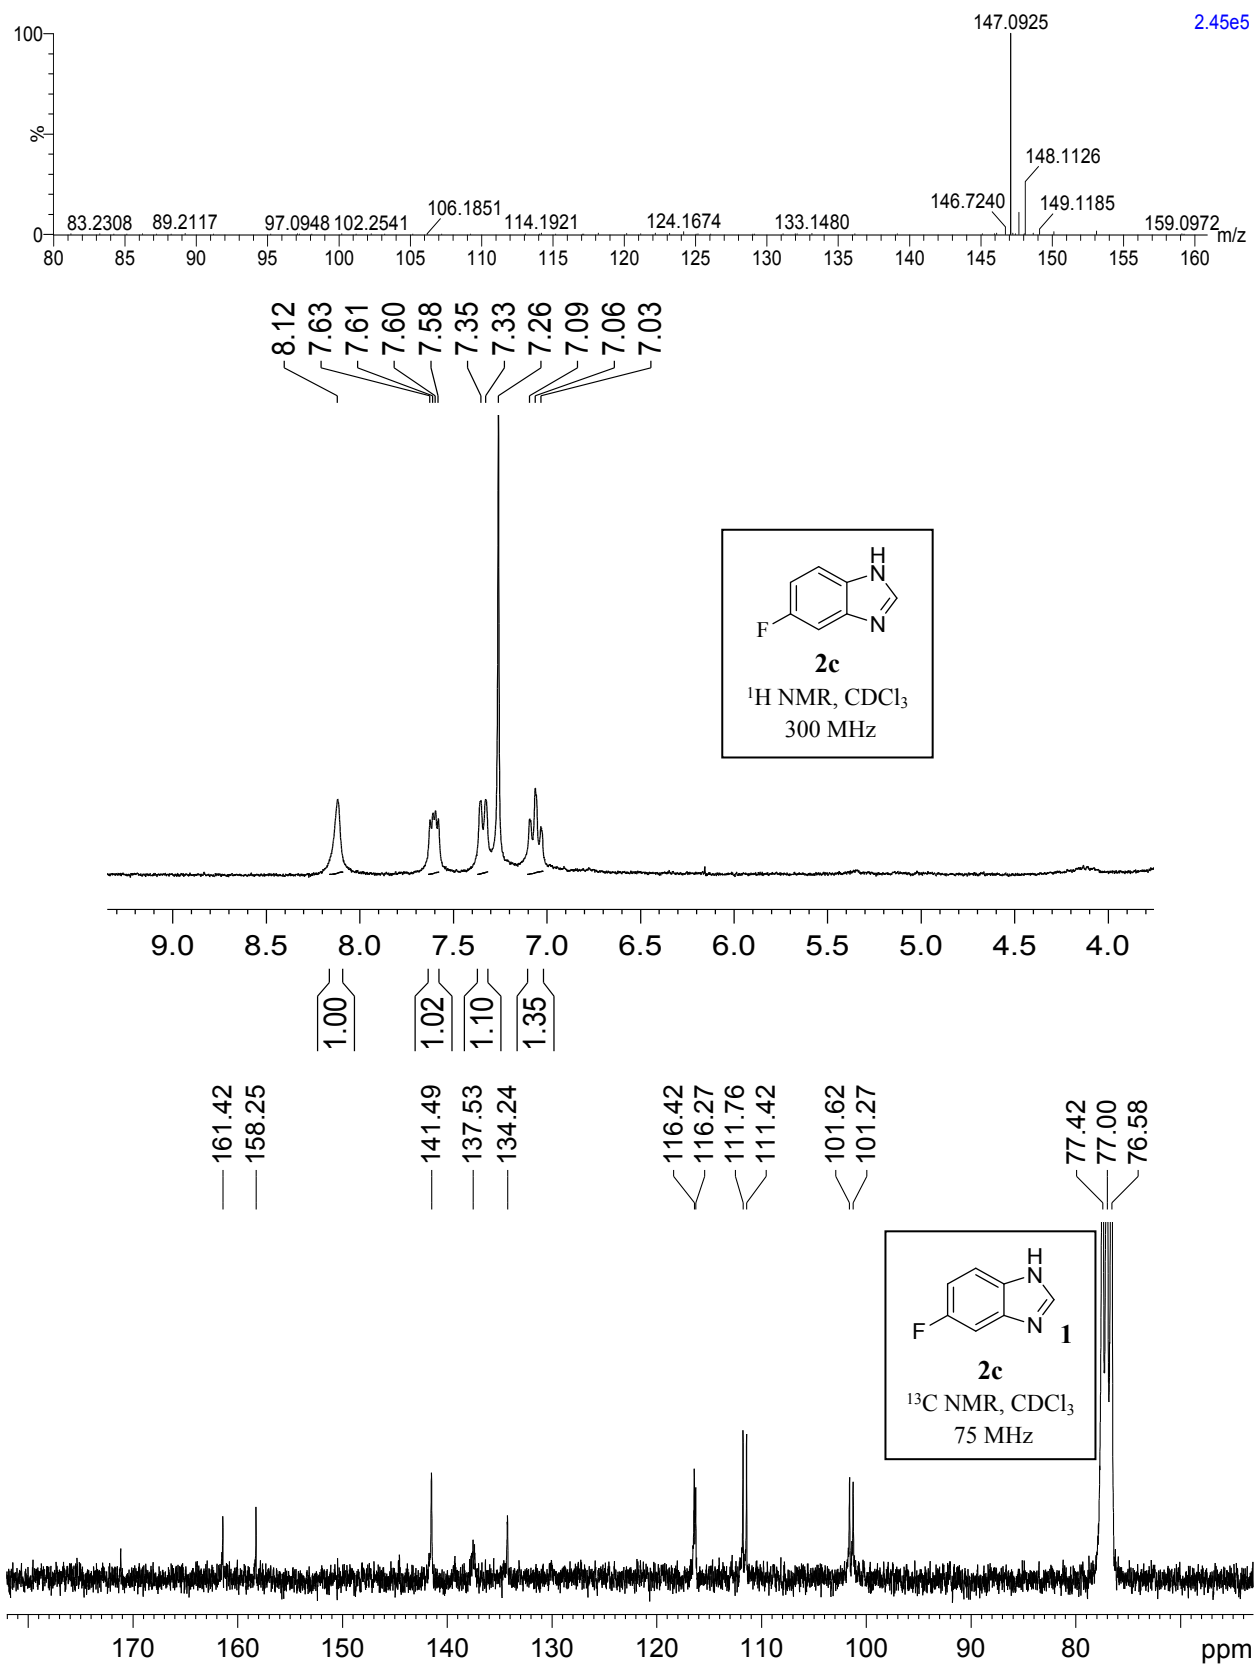 2.45e5
147.0925
100
%
0
83.2308
89.2117
97.0948
102.2541
106.1851
114.1921
124.1674
133.1480
146.7240
148.1126
149.1185
159.0972
m/z
80 85 90 95 100 105 110 115 120 125 130 135 140 145 150 155 160
8.12
7.63
7.61
7.60
7.58
7.35
7.33
7.26
7.09
7.06
7.03
H
N
F
N
2c
¹H NMR, CDCl₃
300 MHz
9.0 8.5 8.0 7.5 7.0 6.5 6.0 5.5 5.0 4.5 4.0
1.00
1.02
1.10
1.35
161.42
158.25
141.49
137.53
134.24
116.42
116.27
111.76
111.42
101.62
101.27
77.42
77.00
76.58
H
N
F
N 1
2c
¹³C NMR, CDCl₃
75 MHz
170 160 150 140 130 120 110 100 90 80 ppm